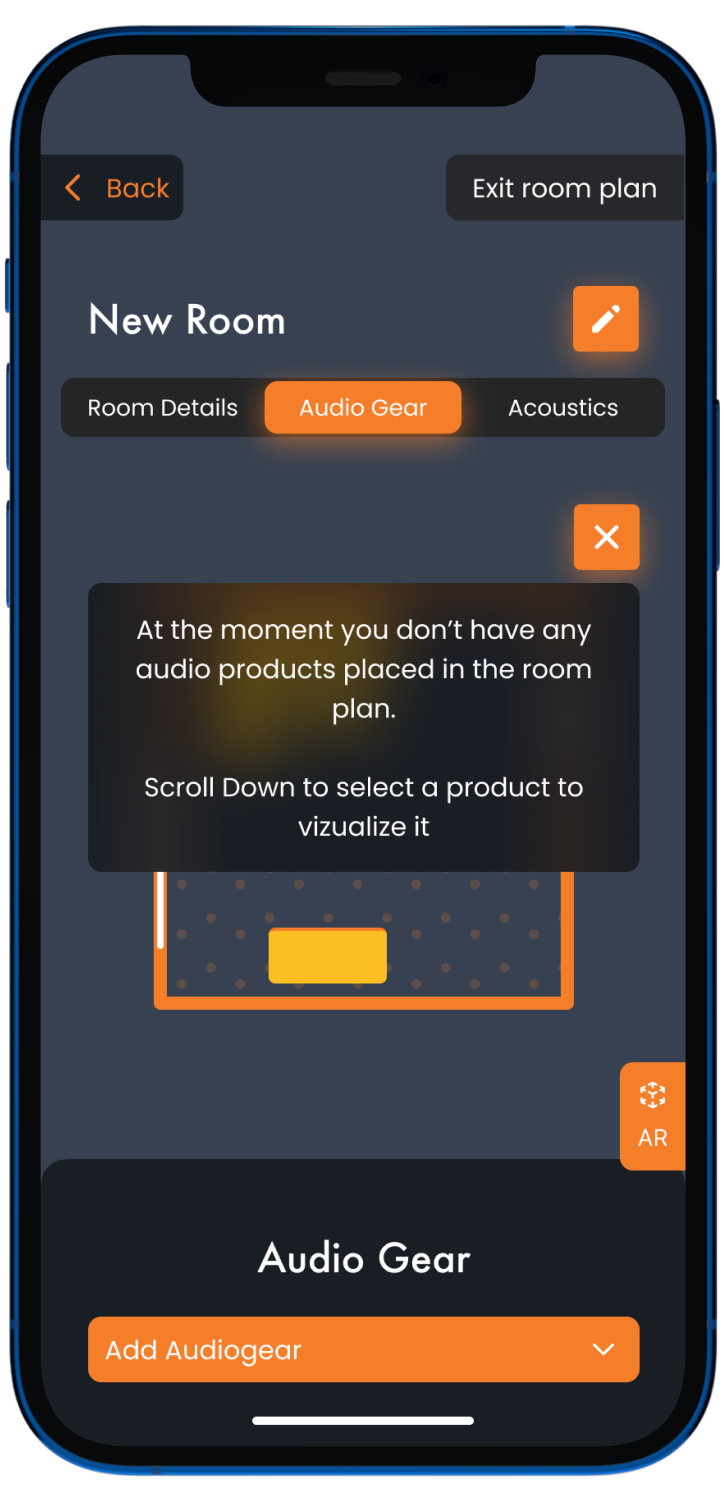 Back
Exit room plan
New Room
Room Details
Audio Gear
Acoustics
At the moment you don’t have any
audio products placed in the room
plan.
Scroll Down to select a product to
vizualize it
AR
Audio Gear
Add Audiogear